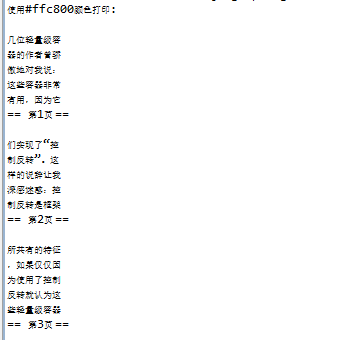 使用#ffc800颜色打印:
几位轻量级容
器的作者曾骄
傲地对我说:
这些容器非常
有用，因为它
== 第1页 ==
们实现了“控
制反转”。这
样的说辞让我
深感迷惑：控
制反转是框架
== 第2页 ==
所共有的特征
，如果仅仅因
为使用了控制
反转就认为这
些轻量级容器
== 第3页 ==